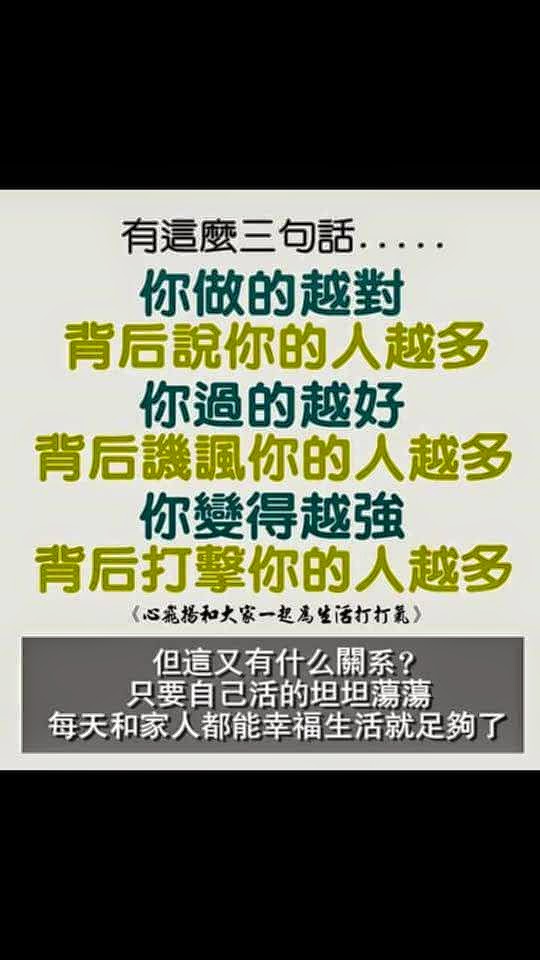 有這麼三句話.....
你做的越對
背后說你的人越多
你過的越好
背后譏諷你的人越多
你變得越強
背后打擊你的人越多
《心飛揚和大家一起為生活打打氣》
但這又有什么關系？
只要自己活的坦坦蕩蕩
每天和家人都能幸福生活就足夠了